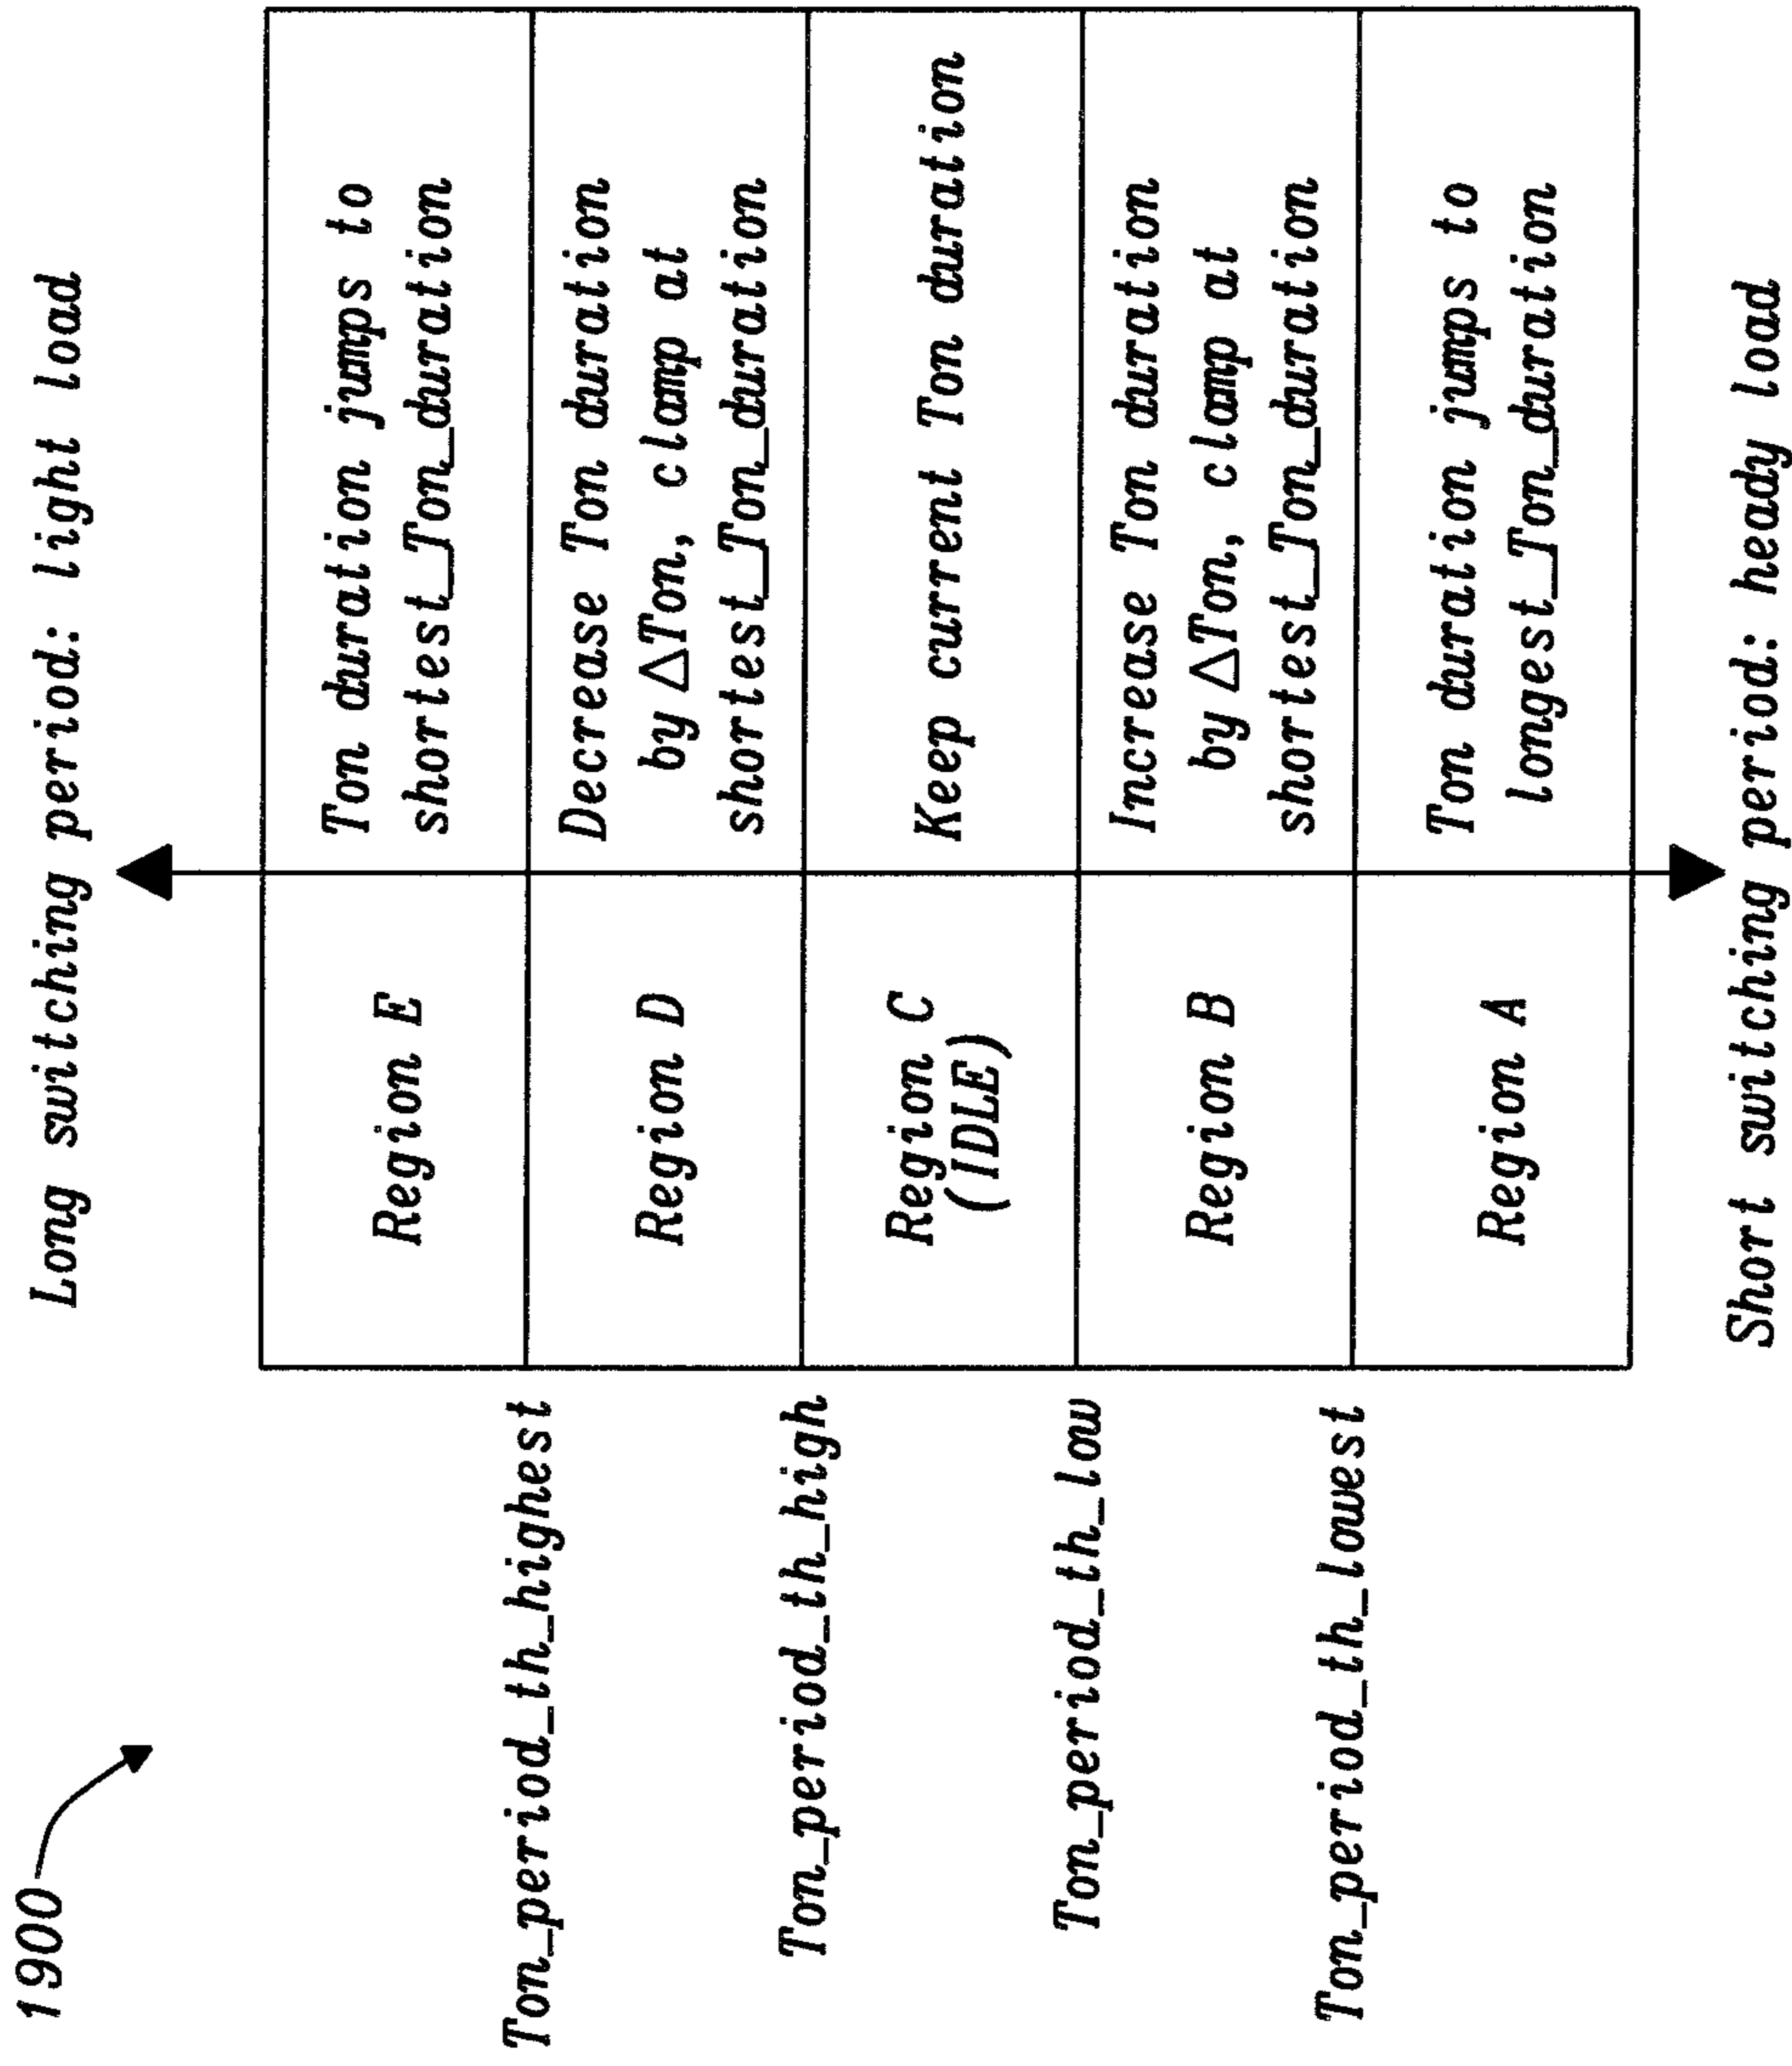 1900
Long switching period: light load
Ton_period_th_highest
Ton_period_th_high
Ton_period_th_low
Ton_period_th_lowest
Region E
Ton duration jumps to
shortest_Ton_duration
Region D
Decrease Ton duration
by △Ton, clamp at
shortest_Ton_duration
Region C
(IDLE)
Keep current Ton duration
Region B
Increase Ton duration
by △Ton, clamp at
shortest_Ton_duration
Region A
Ton duration jumps to
longest_Ton_duration
Short switching period: heady load